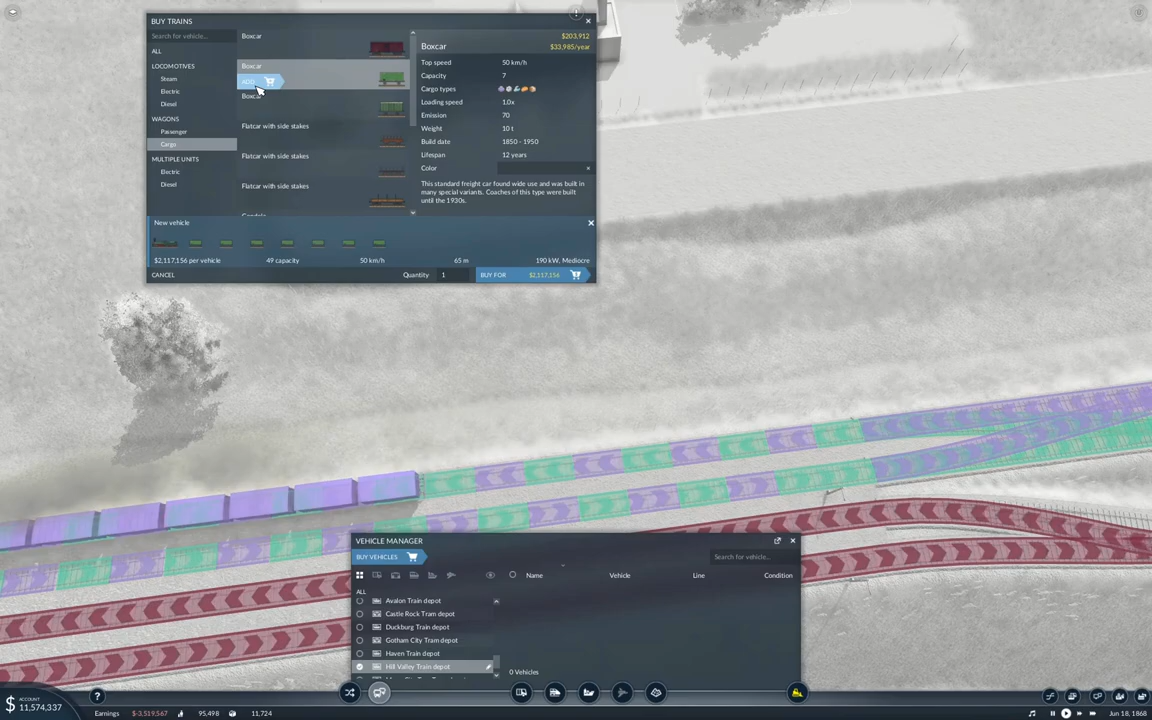 BUY TRAINS
Search for vehicle...
ALL
LOCOMOTIVES
Steam
Electric
Diesel
WAGONS
Passenger
Cargo
MULTIPLE UNITS
Electric
Diesel
Boxcar
Boxcar
ADD
Boxcar
Flatcar with side stakes
Flatcar with side stakes
Flatcar with side stakes
Boxcar
$203,912
$33,985/year
Top speed 50 km/h
Capacity 7
Cargo types
Loading speed 1.0x
Emission 70
Weight 10 t
Build date 1850 - 1950
Lifespan 12 years
Color
This standard freight car found wide use and was built in
many special variants. Coaches of this type were built
until the 1930s.
New vehicle
$2,117,156 per vehicle 49 capacity 50 km/h 65 m 190 kW, Mediocre
CANCEL Quantity 1 BUY FOR $2,117,156
VEHICLE MANAGER
BUY VEHICLES Search for vehicle...
Name Vehicle Line Condition
ALL
Avalon Train depot
Castle Rock Tram depot
Duckburg Train depot
Gotham City Tram depot
Haven Train depot
Hill Valley Train depot
0 Vehicles
$ ACCOUNT
11,574,337
?
Earnings $-3,519,567 95,498 11,724 Jun 18, 1868